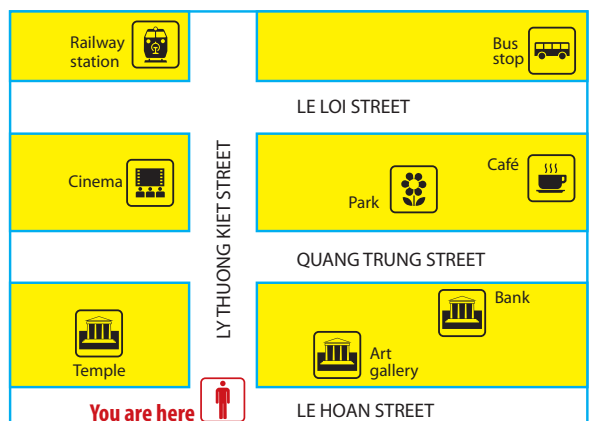 Railway
station
Bus
stop
LE LOI STREET
Cinema
LY THUONG KIET STREET
Park
Café
QUANG TRUNG STREET
Temple
Bank
Art
gallery
You are here
LE HOAN STREET